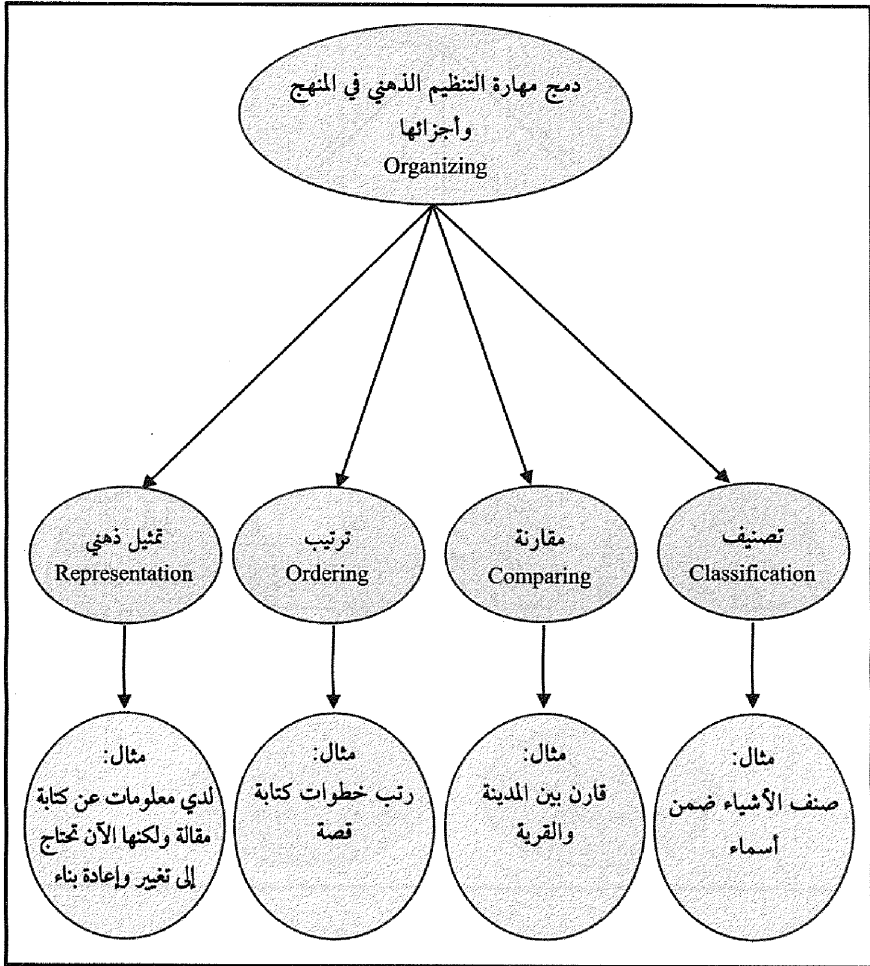 دمج مهارة التنظيم الذهني في المنهج
وأجزائها
Organizing
تصنيف
Classification
مقارنة
Comparing
ترتيب
Ordering
تمثيل ذهني
Representation
مثال:
صنف الأشياء ضمن
أسماء
مثال:
قارن بين المدينة
والقرية
مثال:
رتب خطوات كتابة
قصة
مثال:
لدي معلومات عن كتابة
مقالة ولكنها الآن تحتاج
إلى تغيير وإعادة بناء